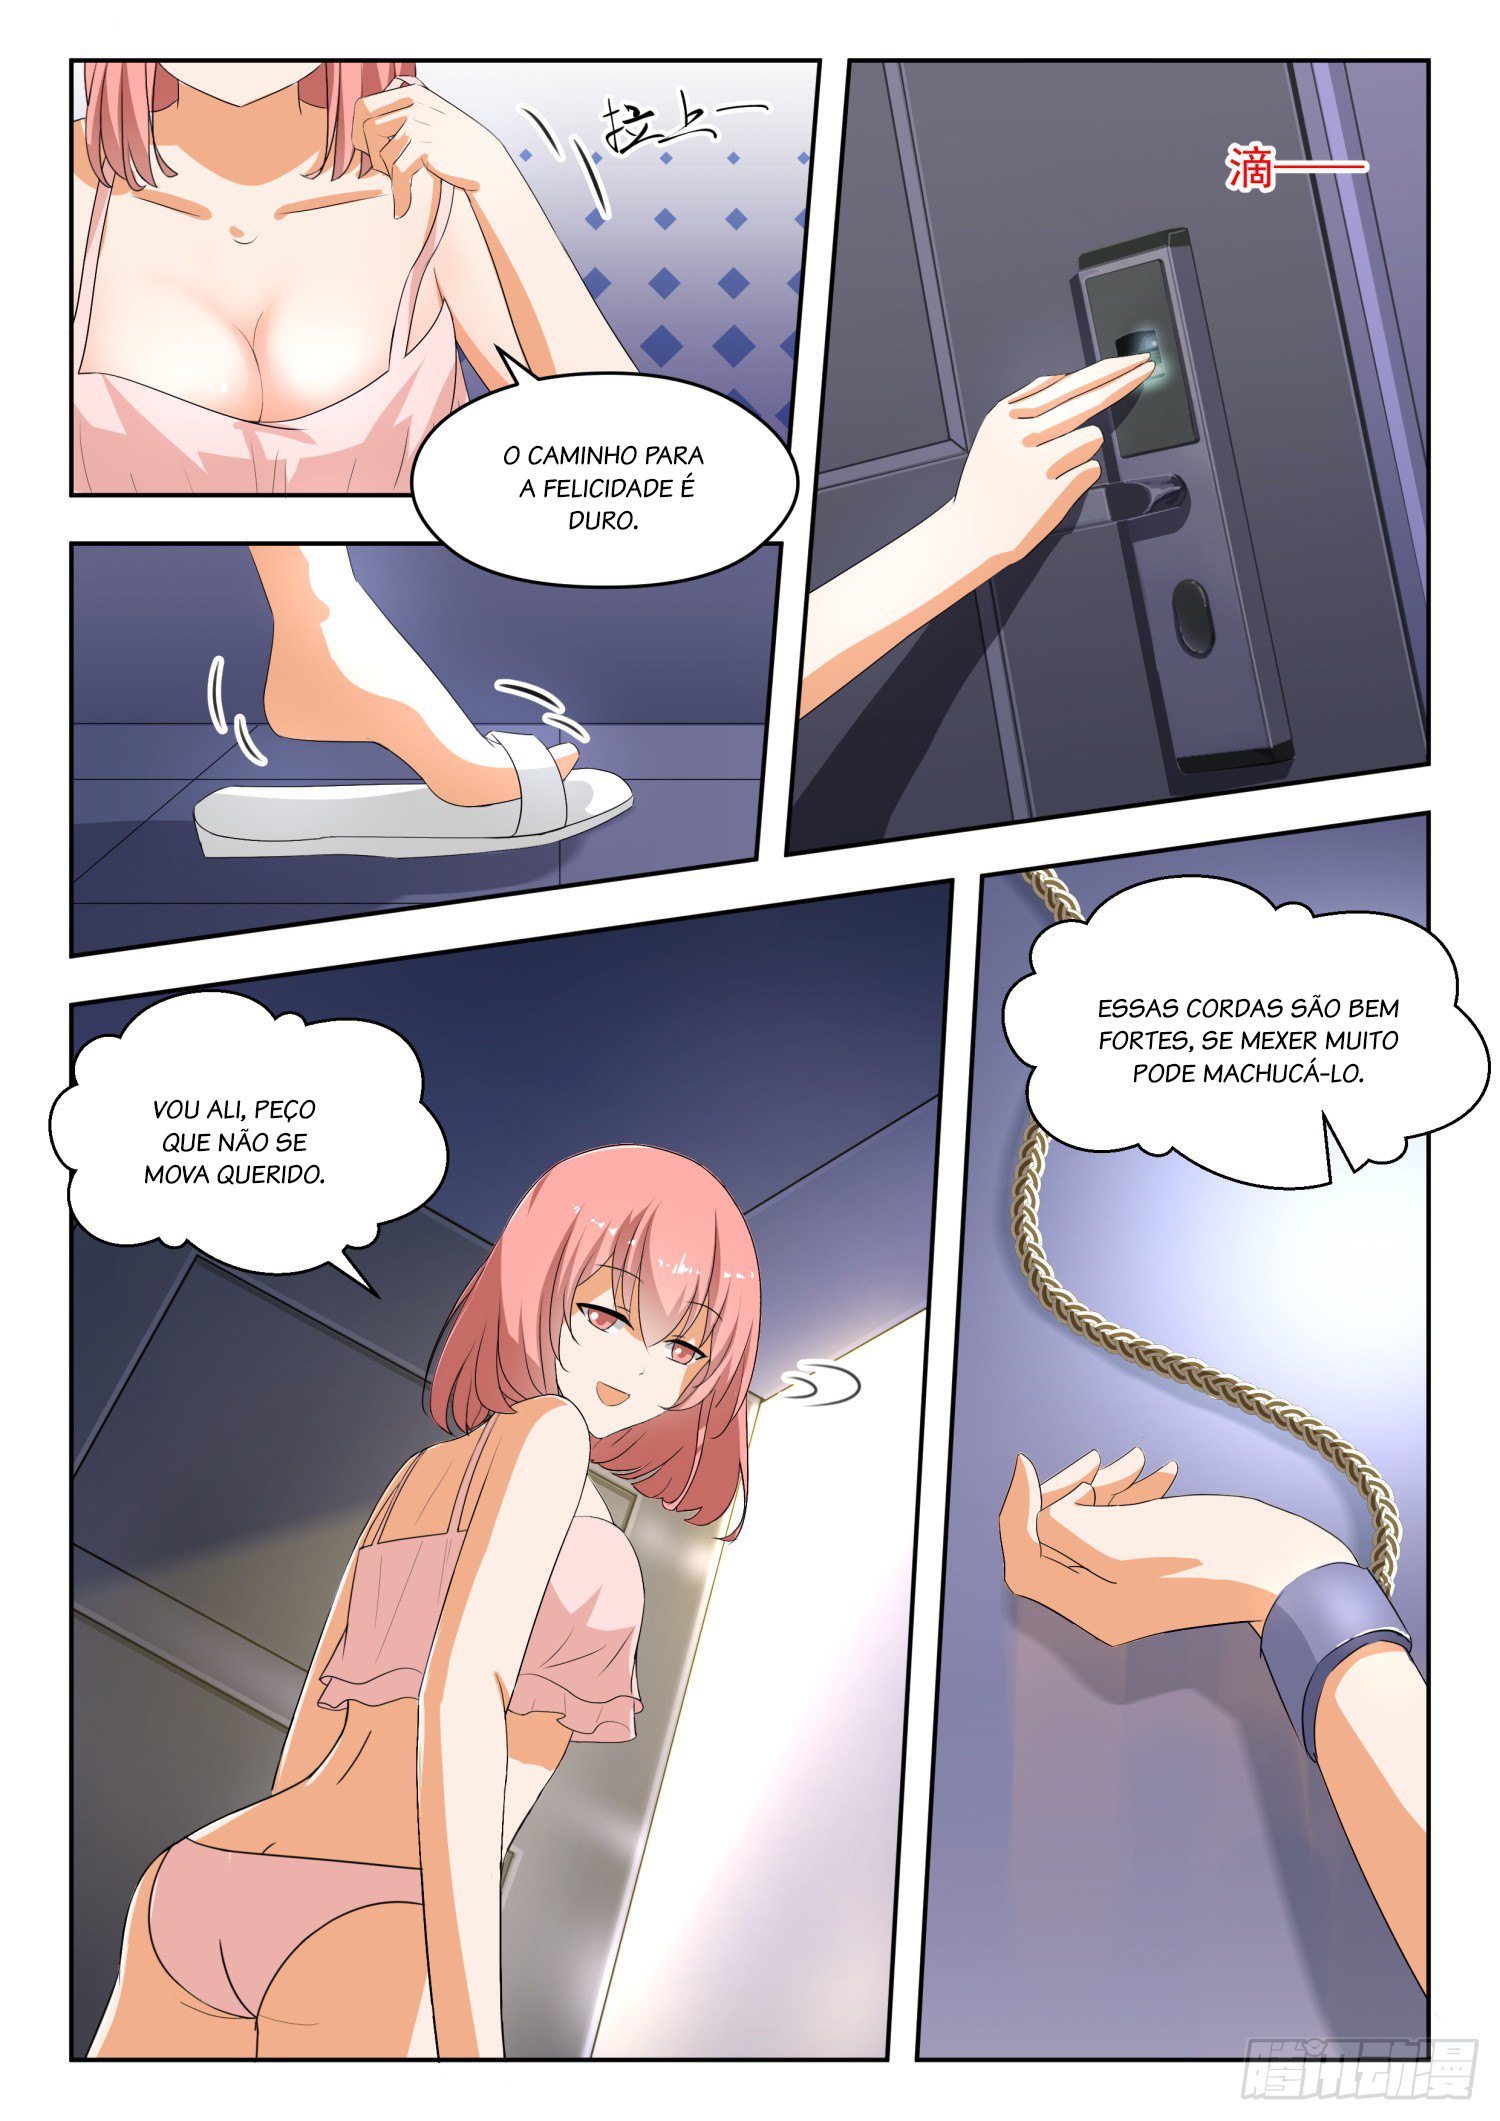 拉上一
滴——
O CAMINHO PARA
A FELICIDADE É
DURO.
VOU ALI, PEÇO
QUE NÃO SE
MOVA QUERIDO.
ESSAS CORDAS SÃO BEM
FORTES, SE MEXER MUITO
PODE MACHUCÁ-LO.
腾讯动漫